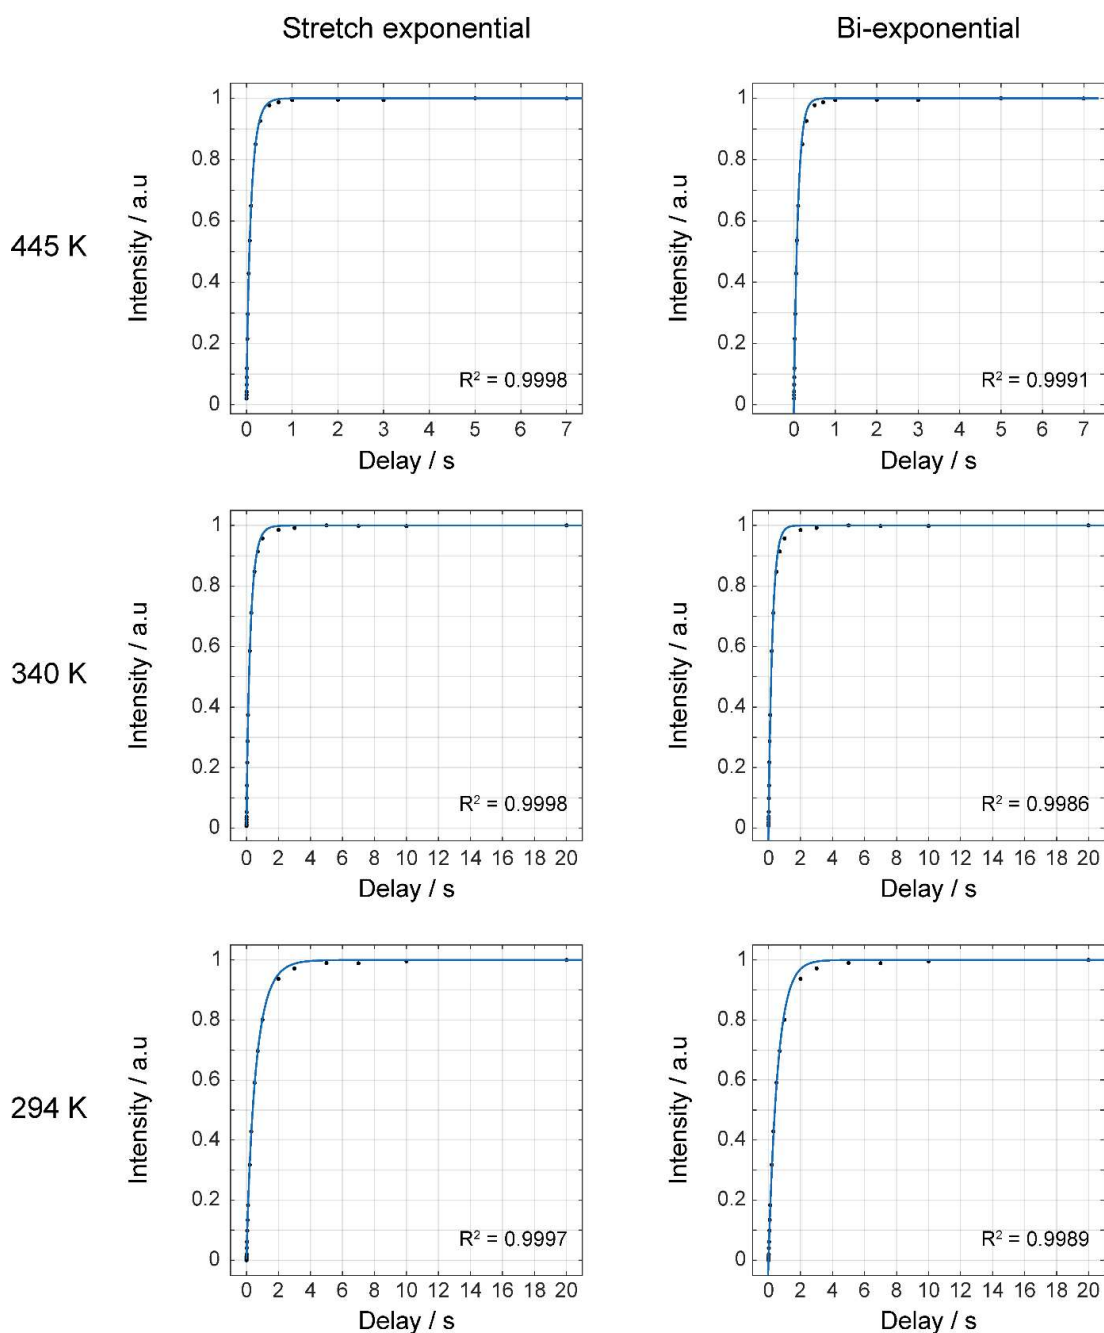 Stretch exponential
Bi-exponential
445 K
Intensity / a.u
1
0.8
0.6
0.4
0.2
0
R² = 0.9998
0 1 2 3 4 5 6 7
Delay / s
Intensity / a.u
1
0.8
0.6
0.4
0.2
0
R² = 0.9991
0 1 2 3 4 5 6 7
Delay / s
340 K
Intensity / a.u
1
0.8
0.6
0.4
0.2
0
R² = 0.9998
0 2 4 6 8 10 12 14 16 18 20
Delay / s
Intensity / a.u
1
0.8
0.6
0.4
0.2
0
R² = 0.9986
0 2 4 6 8 10 12 14 16 18 20
Delay / s
294 K
Intensity / a.u
1
0.8
0.6
0.4
0.2
0
R² = 0.9997
0 2 4 6 8 10 12 14 16 18 20
Delay / s
Intensity / a.u
1
0.8
0.6
0.4
0.2
0
R² = 0.9989
0 2 4 6 8 10 12 14 16 18 20
Delay / s